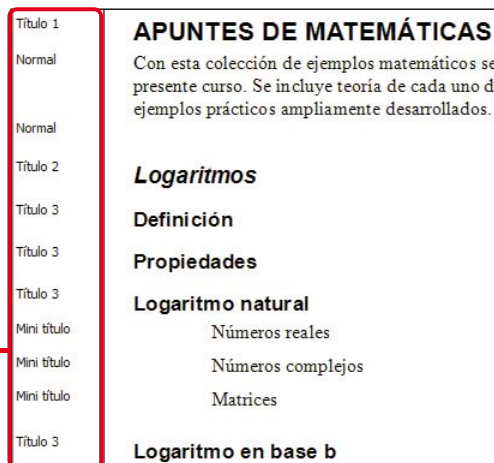 Título 1 APUNTES DE MATEMÁTICAS
Normal Con esta colección de ejemplos matemáticos se
presente curso. Se incluye teoría de cada uno d
ejemplos prácticos ampliamente desarrollados.
Normal
Título 2 Logaritmos
Título 3 Definición
Título 3 Propiedades
Título 3 Logaritmo natural
Mini título Números reales
Mini título Números complejos
Mini título Matrices
Título 3 Logaritmo en base b